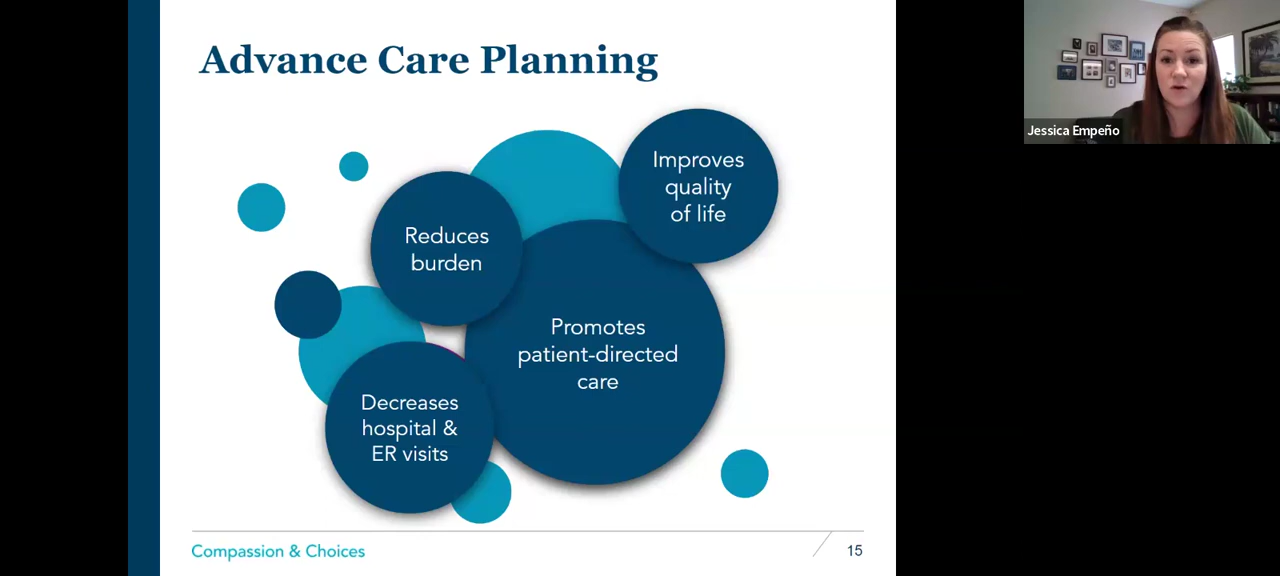 Advance Care Planning
Improves
quality
of life
Reduces
burden
Promotes
patient-directed
care
Decreases
hospital &
ER visits
Compassion & Choices
15
Jessica Empeño